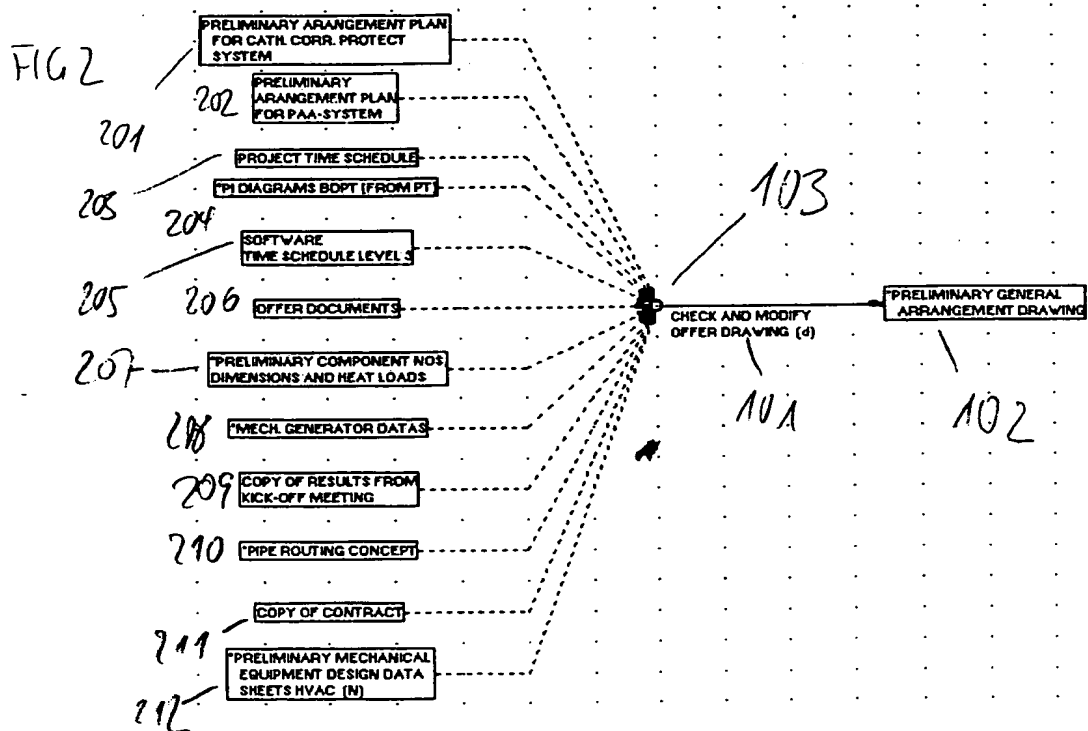 FIG 2
PRELIMINARY ARANGEMENT PLAN
FOR CATH. CORR. PROTECT
SYSTEM
201
PRELIMINARY
ARANGEMENT PLAN
FOR PAA-SYSTEM
202
PROJECT TIME SCHEDULE
203
*PI DIAGRAMS BDPT (FROM PT)
204
SOFTWARE
TIME SCHEDULE LEVEL 3
205
206
OFFER DOCUMENTS
207
*PRELIMINARY COMPONENT NOS
DIMENSIONS AND HEAT LOADS
208
*MECH. GENERATOR DATAS
209
COPY OF RESULTS FROM
KICK-OFF MEETING
210
*PIPE ROUTING CONCEPT
211
COPY OF CONTRACT
212
*PRELIMINARY MECHANICAL
EQUIPMENT DESIGN DATA
SHEETS HVAC (N)
103
CHECK AND MODIFY
OFFER DRAWING (d)
101
*PRELIMINARY GENERAL
ARRANGEMENT DRAWING
102